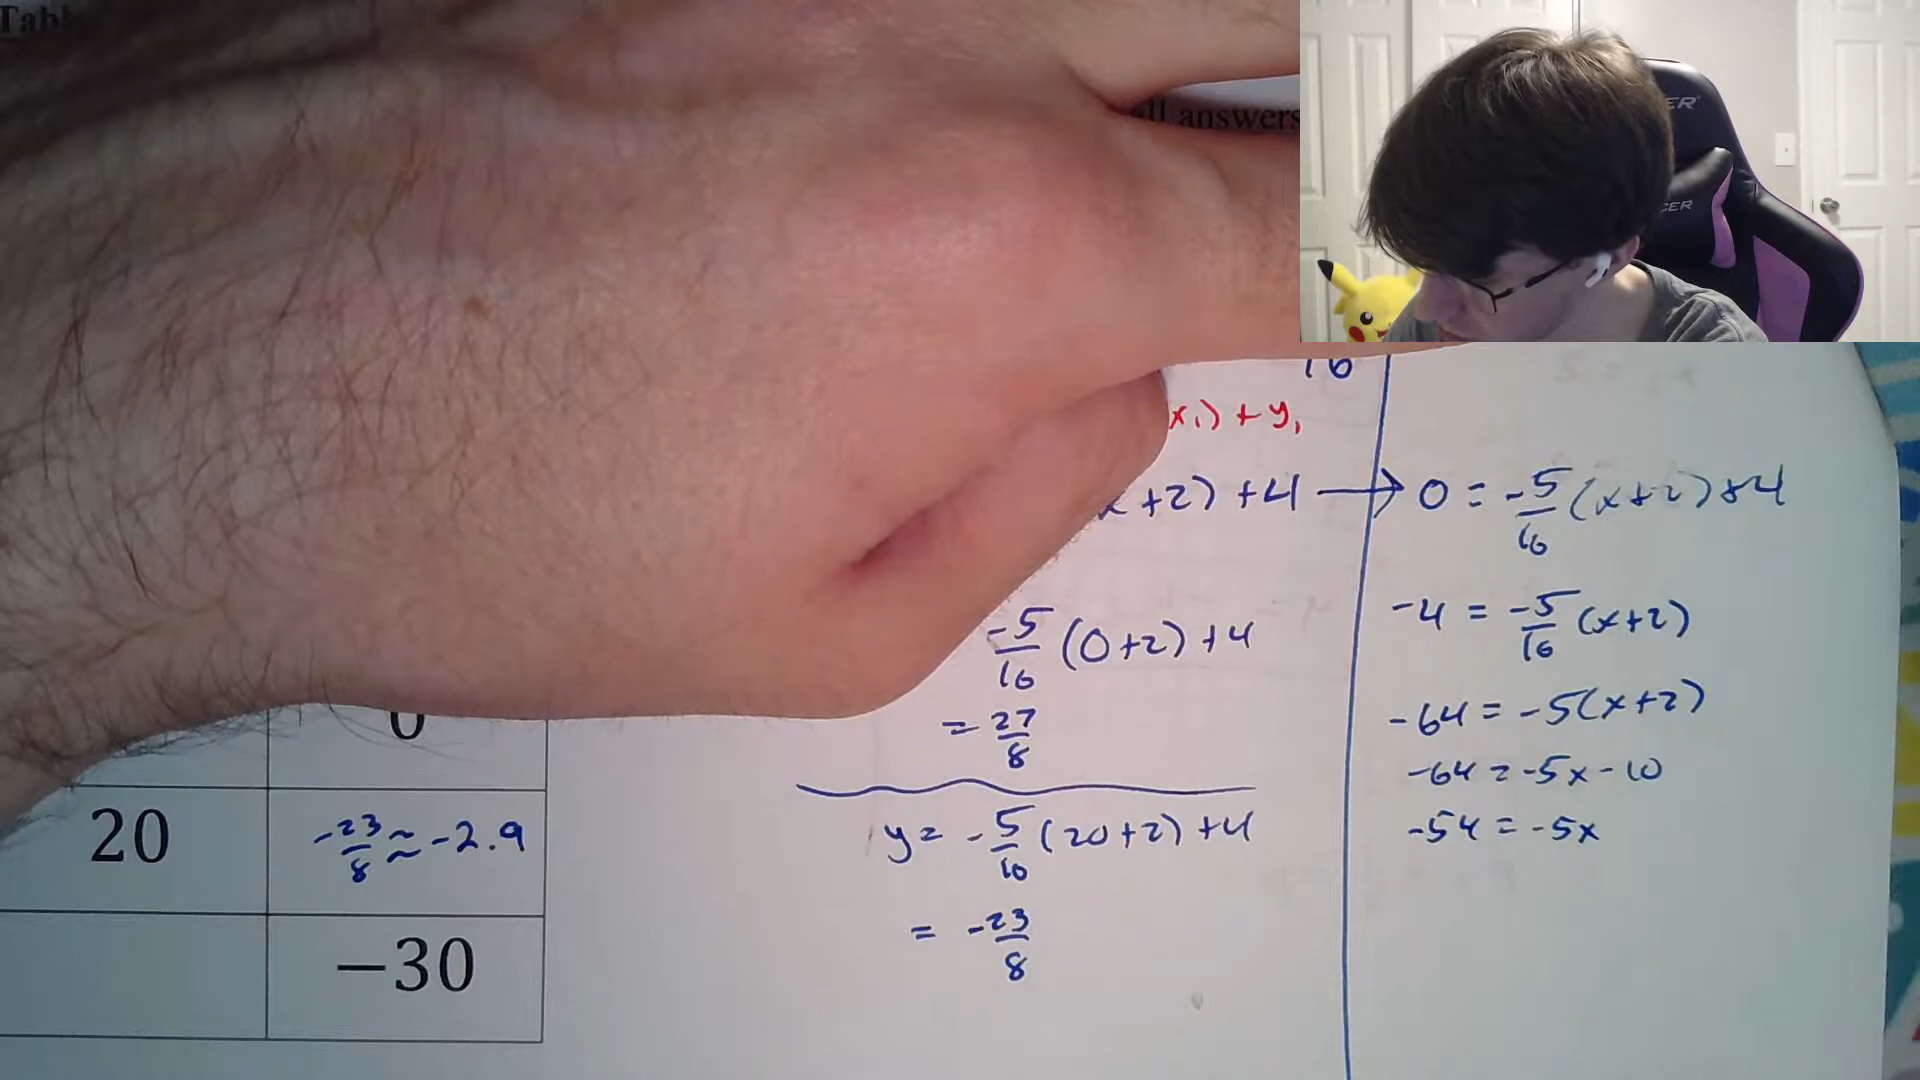 Tabl
all answers
16
x₁) + y₁
x +2) +4 → 0 = -5/16 (x+2)+4
-5/16 (0+2) +4
= 27/8
y = -5/16 (20+2) +4
= -23/8
-4 = -5/16 (x+2)
-64 = -5(x+2)
-64 = -5x - 10
-54 = -5x
0
20 -23/8 ≈ -2.9
−30